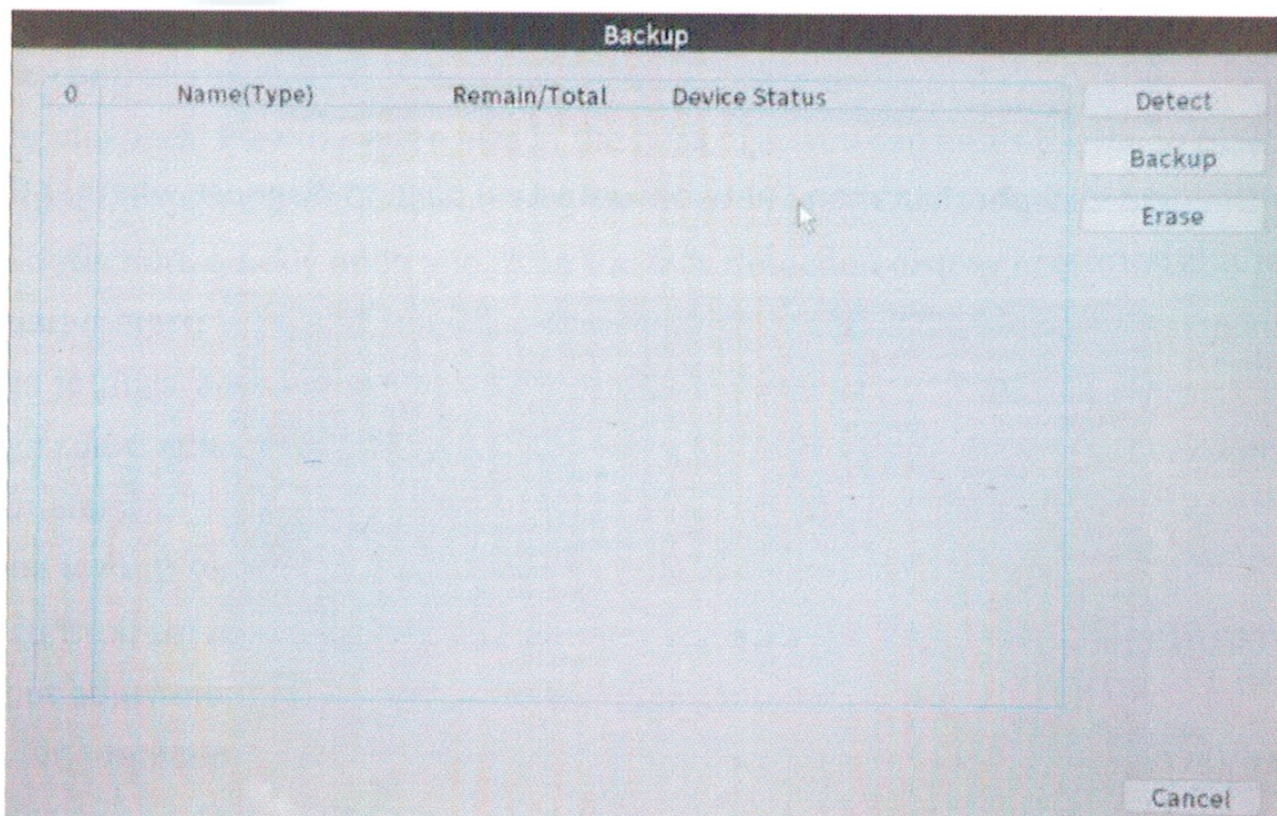 Backup
0 Name(Type) Remain/Total Device Status
Detect
Backup
Erase
Cancel